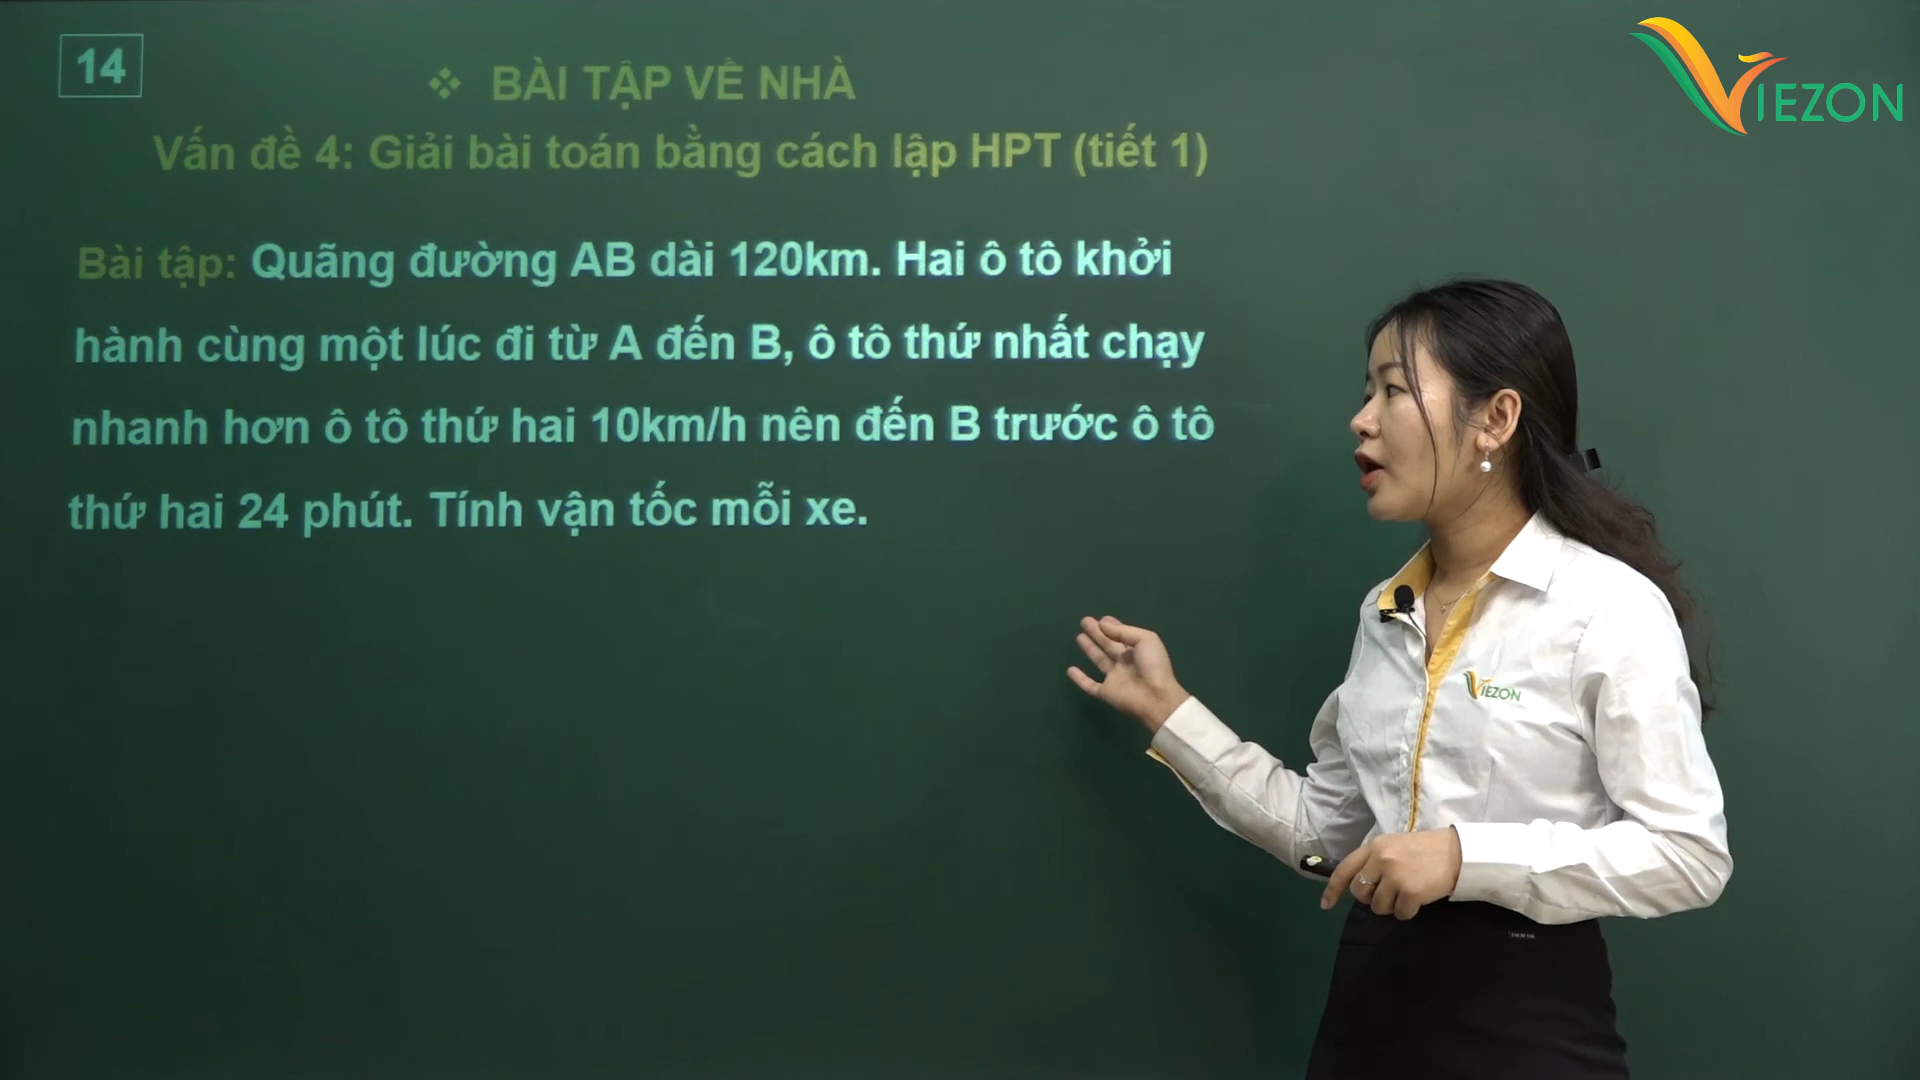 14
❖ BÀI TẬP VỀ NHÀ
VIEZON
Vấn đề 4: Giải bài toán bằng cách lập HPT (tiết 1)
Bài tập: Quãng đường AB dài 120km. Hai ô tô khởi
hành cùng một lúc đi từ A đến B, ô tô thứ nhất chạy
nhanh hơn ô tô thứ hai 10km/h nên đến B trước ô tô
thứ hai 24 phút. Tính vận tốc mỗi xe.
VIEZON